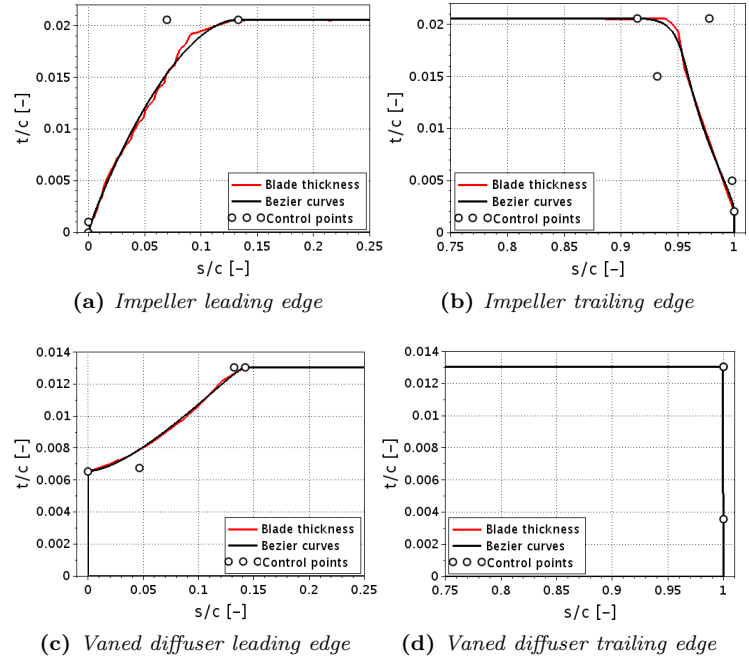 0.02
0.015
0.01
0.005
0
t/c [-]
Blade thickness
Bezier curves
Control points
0 0.05 0.1 0.15 0.2 0.25
s/c [-]
(a) Impeller leading edge
0.02
0.015
0.01
0.005
0
t/c [-]
Blade thickness
Bezier curves
Control points
0.75 0.8 0.85 0.9 0.95 1
s/c [-]
(b) Impeller trailing edge
0.014
0.012
0.01
0.008
0.006
0.004
0.002
0
t/c [-]
Blade thickness
Bezier curves
Control points
0 0.05 0.1 0.15 0.2 0.25
s/c [-]
(c) Vaned diffuser leading edge
0.014
0.012
0.01
0.008
0.006
0.004
0.002
0
t/c [-]
Blade thickness
Bezier curves
Control points
0.75 0.8 0.85 0.9 0.95 1
s/c [-]
(d) Vaned diffuser trailing edge